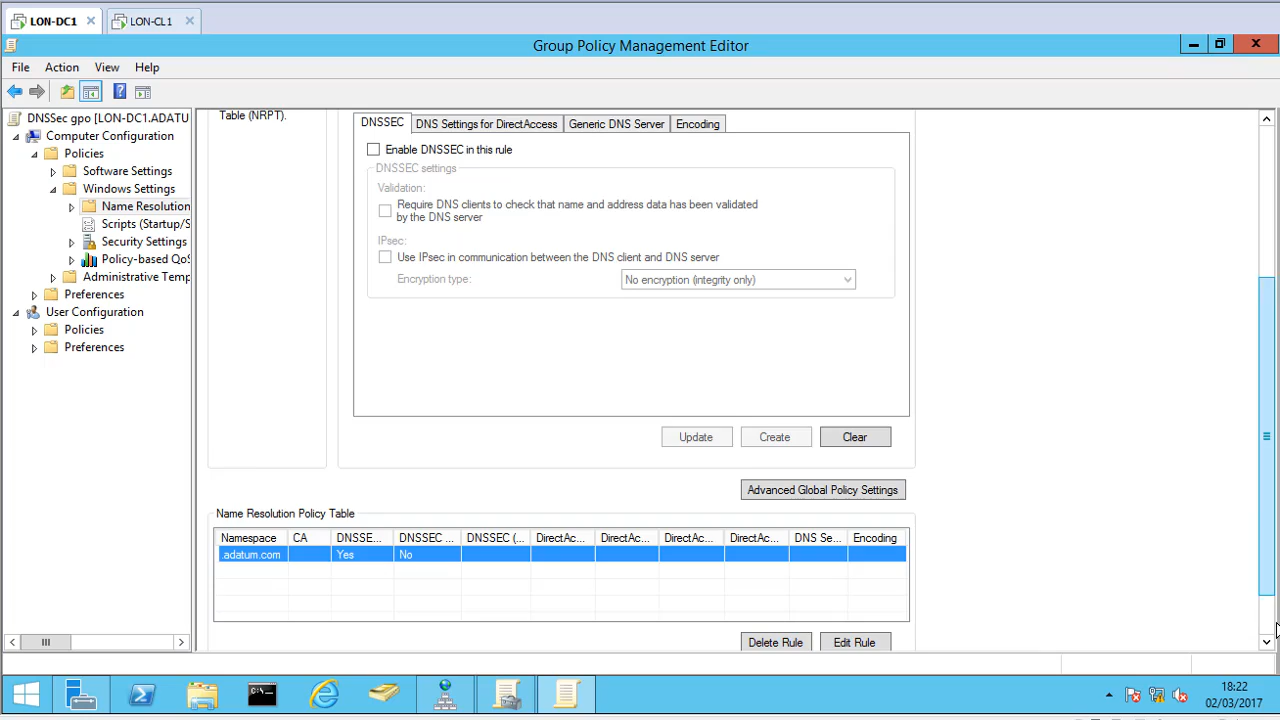 LON-DC1
LON-CL1
Group Policy Management Editor
File Action View Help
DNSSec gpo [LON-DC1.ADATU
Computer Configuration
Policies
Software Settings
Windows Settings
Name Resolution
Scripts (Startup/S
Security Settings
Policy-based QoS
Administrative Temp
Preferences
User Configuration
Policies
Preferences
Table (NRPT).
DNSSEC DNS Settings for DirectAccess Generic DNS Server Encoding
Enable DNSSEC in this rule
DNSSEC settings
Validation:
Require DNS clients to check that name and address data has been validated
by the DNS server
IPsec:
Use IPsec in communication between the DNS client and DNS server
Encryption type: No encryption (integrity only)
Update Create Clear
Advanced Global Policy Settings
Name Resolution Policy Table
Namespace CA DNSSE... DNSSEC ... DNSSEC (... DirectAc... DirectAc... DirectAc... DirectAc... DNS Se... Encoding
.adatum.com Yes No
Delete Rule Edit Rule
18:22
02/03/2017